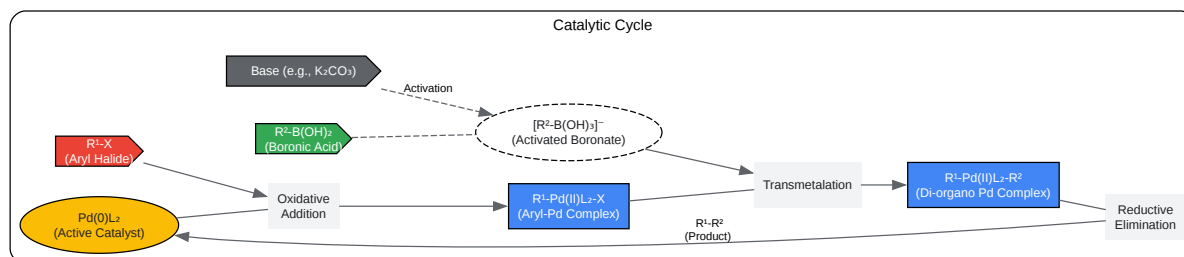 Catalytic Cycle
Base (e.g., K₂CO₃)
Activation
[R²-B(OH)₃]⁻
(Activated Boronate)
R²-B(OH)₂
(Boronic Acid)
R¹-X
(Aryl Halide)
Oxidative
Addition
Pd(0)L₂
(Active Catalyst)
R¹-Pd(II)L₂-X
(Aryl-Pd Complex)
Transmetalation
R¹-Pd(II)L₂-R²
(Di-organo Pd Complex)
Reductive
Elimination
R¹-R²
(Product)